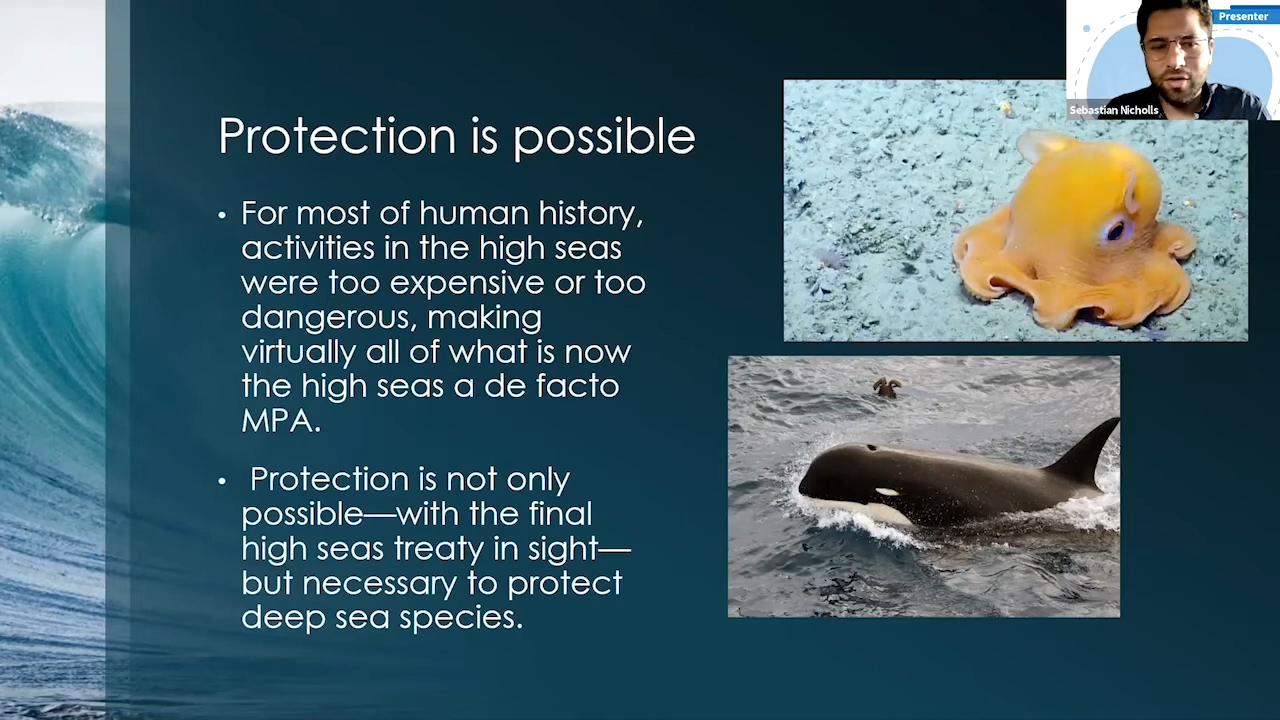 Presenter
Sebastian Nicholls
Protection is possible
• For most of human history,
activities in the high seas
were too expensive or too
dangerous, making
virtually all of what is now
the high seas a de facto
MPA.
• Protection is not only
possible—with the final
high seas treaty in sight—
but necessary to protect
deep sea species.